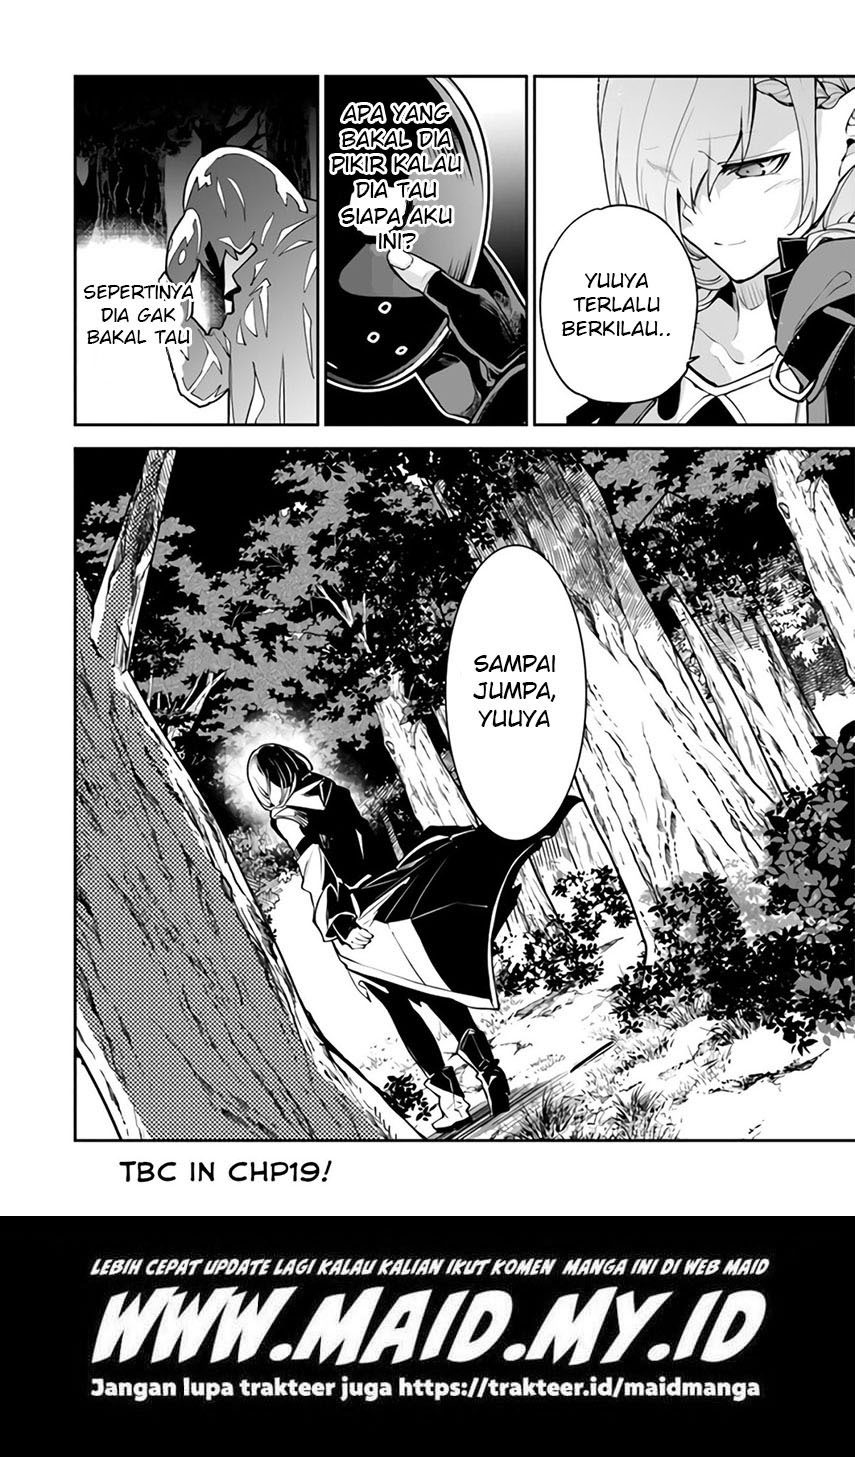 YUUYA
TERLALU
BERKILAU..
APA YANG
BAKAL DIA
PIKIR KALAU
DIA TAU
SIAPA AKU
INI?
SEPERTINYA
DIA GAK
BAKAL TAU
SAMPAI
JUMPA,
YUUYA
TBC IN CHP19!
LEBIH CEPAT UPDATE LAGI KALAU KALIAN IKUT KOMEN MANGA INI DI WEB MAID
WWW.MAID.MY.ID
Jangan lupa trakteer juga https://trakteer.id/maidmanga